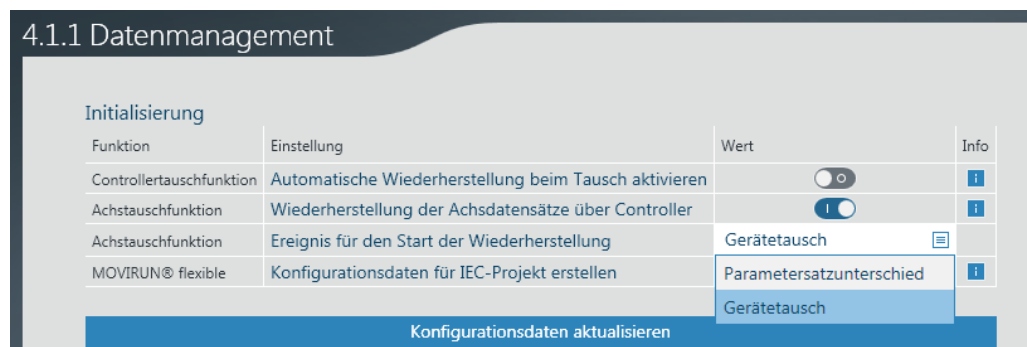 4.1.1 Datenmanagement
Initialisierung
Funktion Einstellung Wert Info
Controllertauschfunktion Automatische Wiederherstellung beim Tausch aktivieren
Achstauschfunktion Wiederherstellung der Achsdatensätze über Controller
Achstauschfunktion Ereignis für den Start der Wiederherstellung Gerätetausch
MOVIRUN® flexible Konfigurationsdaten für IEC-Projekt erstellen Parametersatzunterschied
Gerätetausch
Konfigurationsdaten aktualisieren